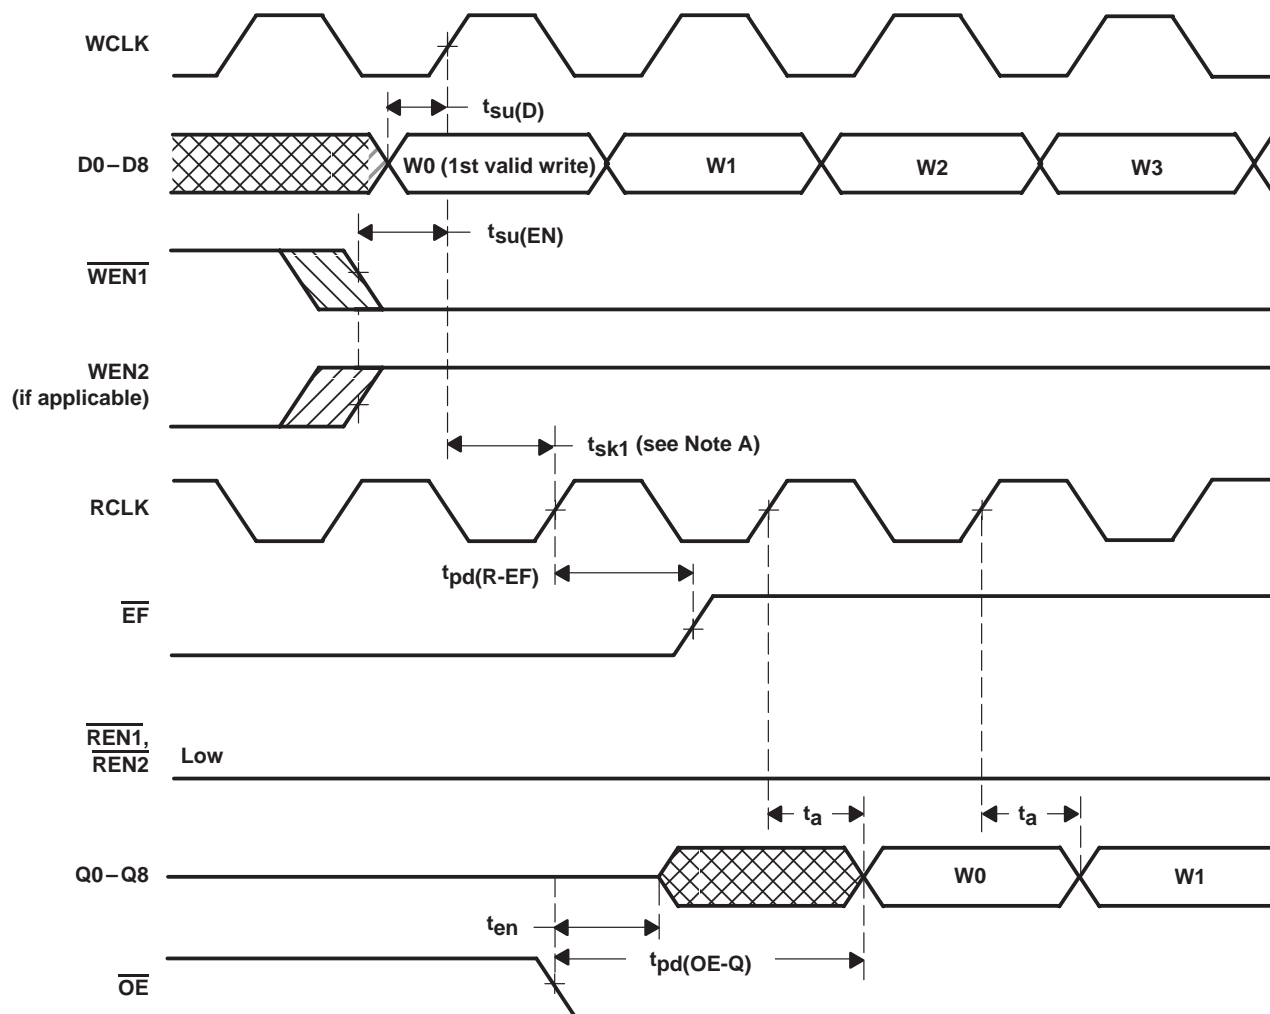 WCLK
tsu(D)
D0–D8
W0 (1st valid write)
W1
W2
W3
tsu(EN)
WEN1
WEN2
(if applicable)
tsk1 (see Note A)
RCLK
tpd(R-EF)
EF
REN1,
REN2
Low
ta
ta
Q0–Q8
W0
W1
ten
tpd(OE-Q)
OE